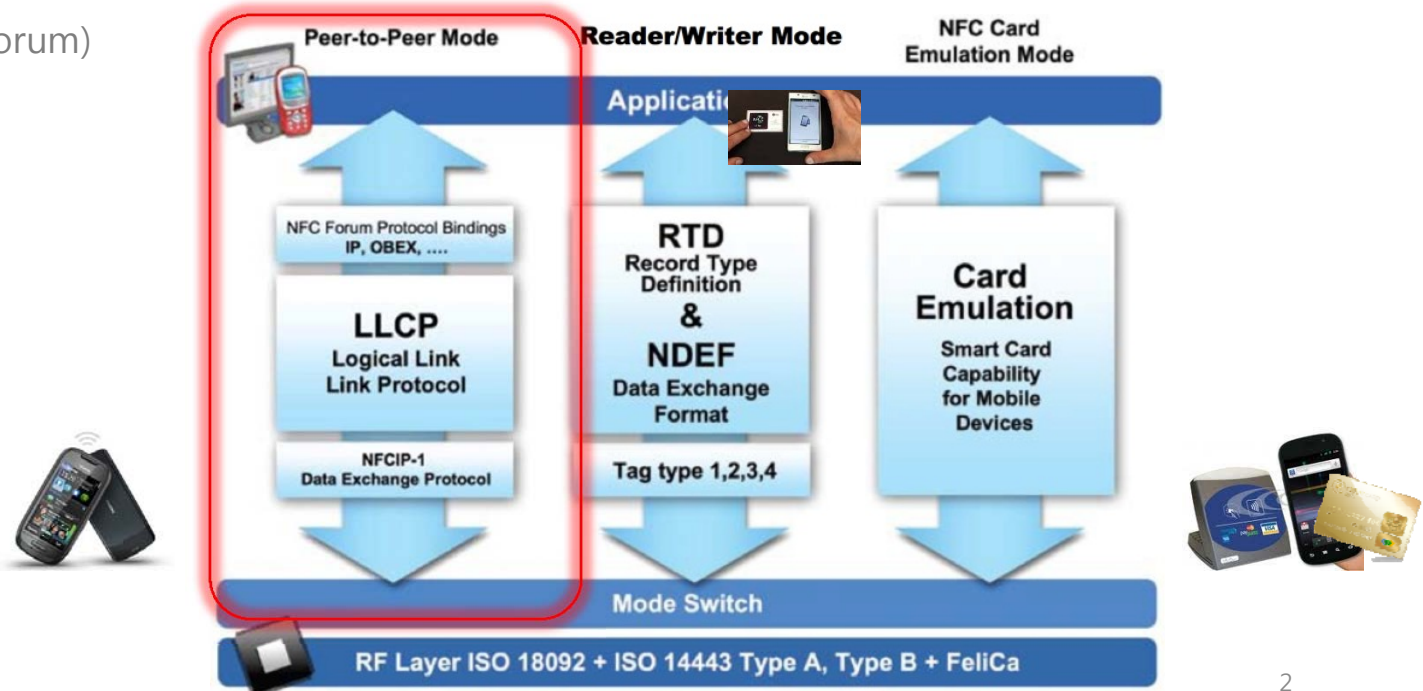 orum)
Peer-to-Peer Mode
Reader/Writer Mode
NFC Card
Emulation Mode
NFC Forum Protocol Bindings
IP, OBEX, ....
LLCP
Logical Link
Link Protocol
NFCIP-1
Data Exchange Protocol
RTD
Record Type
Definition
&
NDEF
Data Exchange
Format
Tag type 1,2,3,4
Card
Emulation
Smart Card
Capability
for Mobile
Devices
Mode Switch
RF Layer ISO 18092 + ISO 14443 Type A, Type B + FeliCa
2